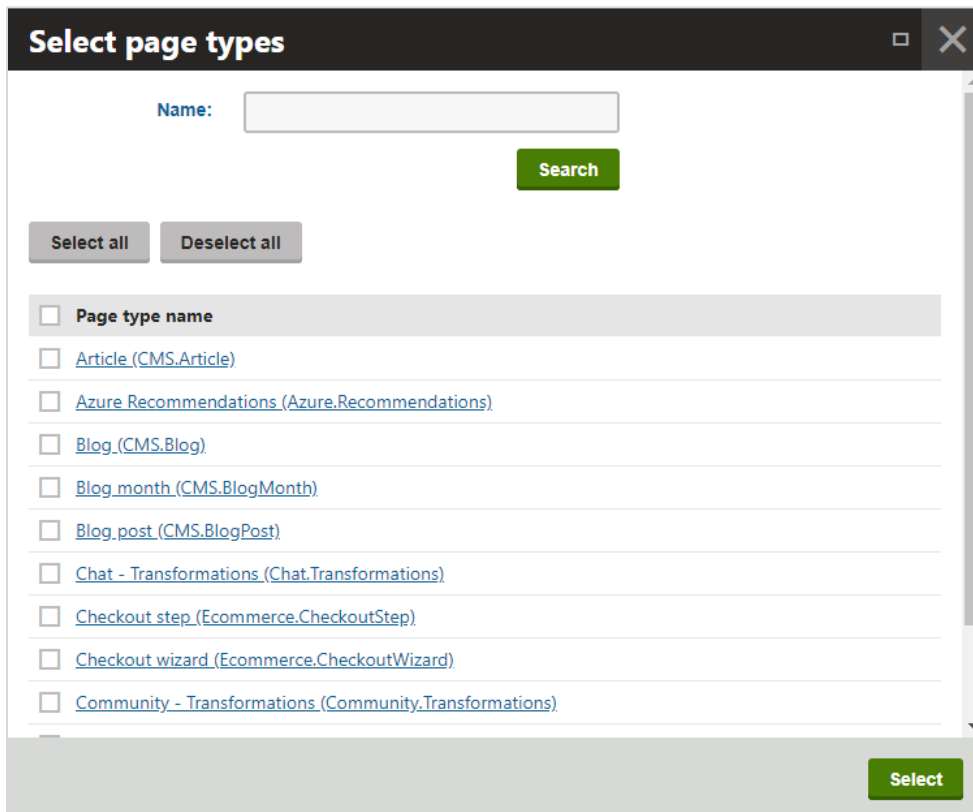 Select page types
Name:
Search
Select all Deselect all
Page type name
Article (CMS.Article)
Azure Recommendations (Azure.Recommendations)
Blog (CMS.Blog)
Blog month (CMS.BlogMonth)
Blog post (CMS.BlogPost)
Chat - Transformations (Chat.Transformations)
Checkout step (Ecommerce.CheckoutStep)
Checkout wizard (Ecommerce.CheckoutWizard)
Community - Transformations (Community.Transformations)
Select